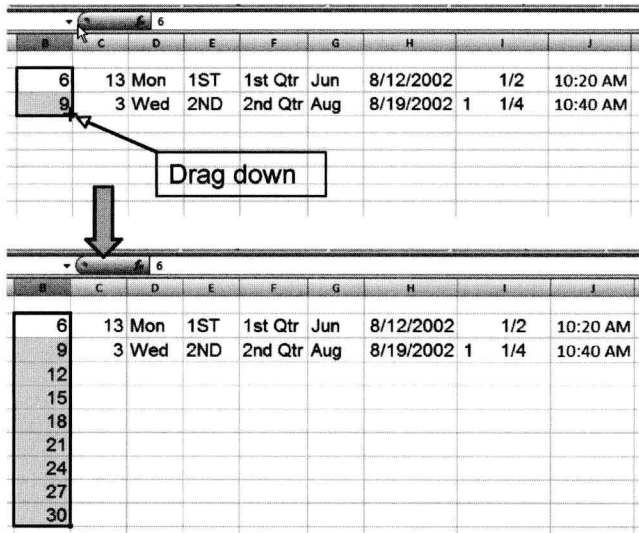 6
B C D E F G H I J
6 13 Mon 1ST 1st Qtr Jun 8/12/2002 1/2 10:20 AM
9 3 Wed 2ND 2nd Qtr Aug 8/19/2002 1 1/4 10:40 AM
Drag down
6
B C D E F G H I J
6 13 Mon 1ST 1st Qtr Jun 8/12/2002 1/2 10:20 AM
9 3 Wed 2ND 2nd Qtr Aug 8/19/2002 1 1/4 10:40 AM
12
15
18
21
24
27
30